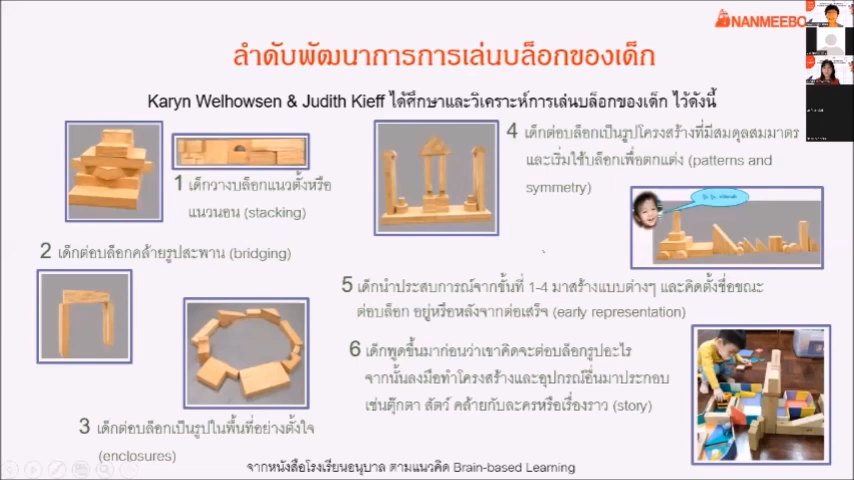 NANMEEBO
ลำดับพัฒนาการการเล่นบล็อกของเด็ก
Karyn Welhowsen & Judith Kieff ได้ศึกษาและวิเคราะห์การเล่นบล็อกของเด็ก ไว้ดังนี้
1 เด็กวางบล็อกแนวตั้งหรือ
แนวนอน (stacking)
2 เด็กต่อบล็อกคล้ายรูปสะพาน (bridging)
3 เด็กต่อบล็อกเป็นรูปในพื้นที่อย่างตั้งใจ
(enclosures)
4 เด็กต่อบล็อกเป็นรูปโครงสร้างที่มีสมดุลสมมาตร
และเริ่มใช้บล็อกเพื่อตกแต่ง (patterns and
symmetry)
5 เด็กนำประสบการณ์จากขั้นที่ 1-4 มาสร้างแบบต่างๆ และคิดตั้งชื่อขณะ
ต่อบล็อก อยู่หรือหลังจากต่อเสร็จ (early representation)
6 เด็กพูดขึ้นมาก่อนว่าเขาคิดจะต่อบล็อกรูปอะไร
จากนั้นลงมือทำโครงสร้างและอุปกรณ์อื่นมาประกอบ
เช่นตุ๊กตา สัตว์ คล้ายกับละครหรือเรื่องราว (story)
จากหนังสือโรงเรียนอนุบาล ตามแนวคิด Brain-based Learning